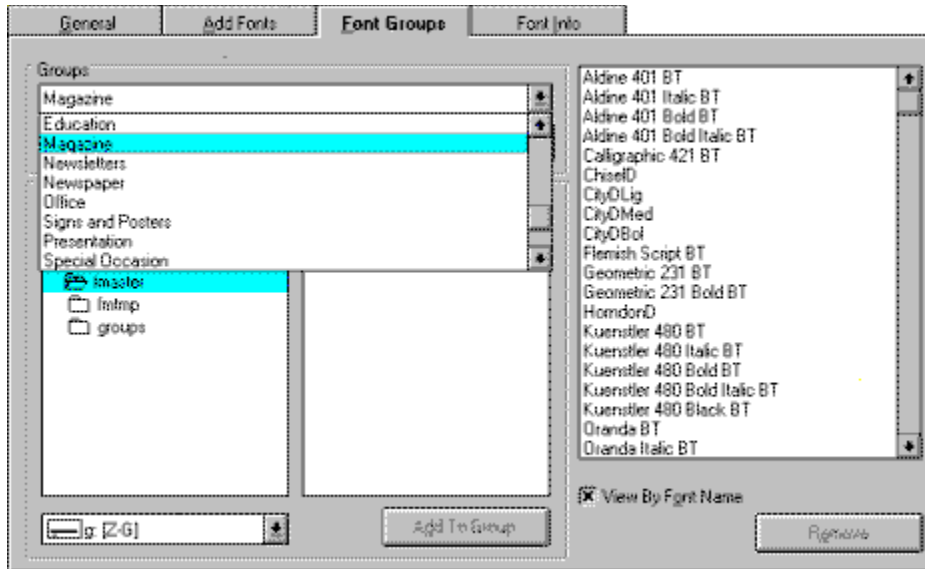 General
Add Fonts
Font Groups
Font Info
Groups
Magazine
Education
Magazine
Newsletters
Newspaper
Office
Signs and Posters
Presentation
Special Occasion
fmaster
fmtmp
groups
g: [Z-G]
Add To Group
Aldine 401 BT
Aldine 401 Italic BT
Aldine 401 Bold BT
Aldine 401 Bold Italic BT
Calligraphic 421 BT
ChiselD
CityDLig
CityDMed
CityDBol
Flemish Script BT
Geometric 231 BT
Geometric 231 Bold BT
HorndonD
Kuenstler 480 BT
Kuenstler 480 Italic BT
Kuenstler 480 Bold BT
Kuenstler 480 Bold Italic BT
Kuenstler 480 Black BT
Oranda BT
Oranda Italic BT
View By Font Name
Remove